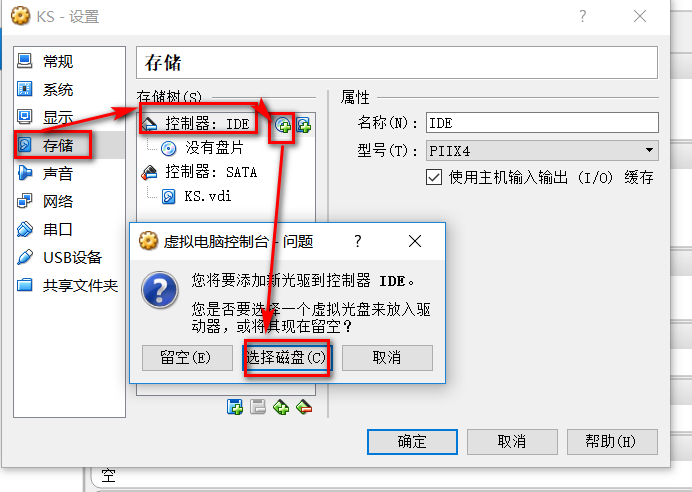 KS - 设置
常规
系统
显示
存储
声音
网络
串口
USB设备
共享文件夹
存储
存储树(S)
控制器: IDE
没有盘片
控制器: SATA
KS.vdi
属性
名称(N): IDE
型号(T): PIIX4
使用主机输入输出 (I/O) 缓存
虚拟电脑控制台 - 问题
您将要添加新光驱到控制器 IDE。
您是否要选择一个虚拟光盘来放入驱
动器，或将其现在留空？
留空(E)
选择磁盘(C)
取消
确定
取消
帮助(H)
空